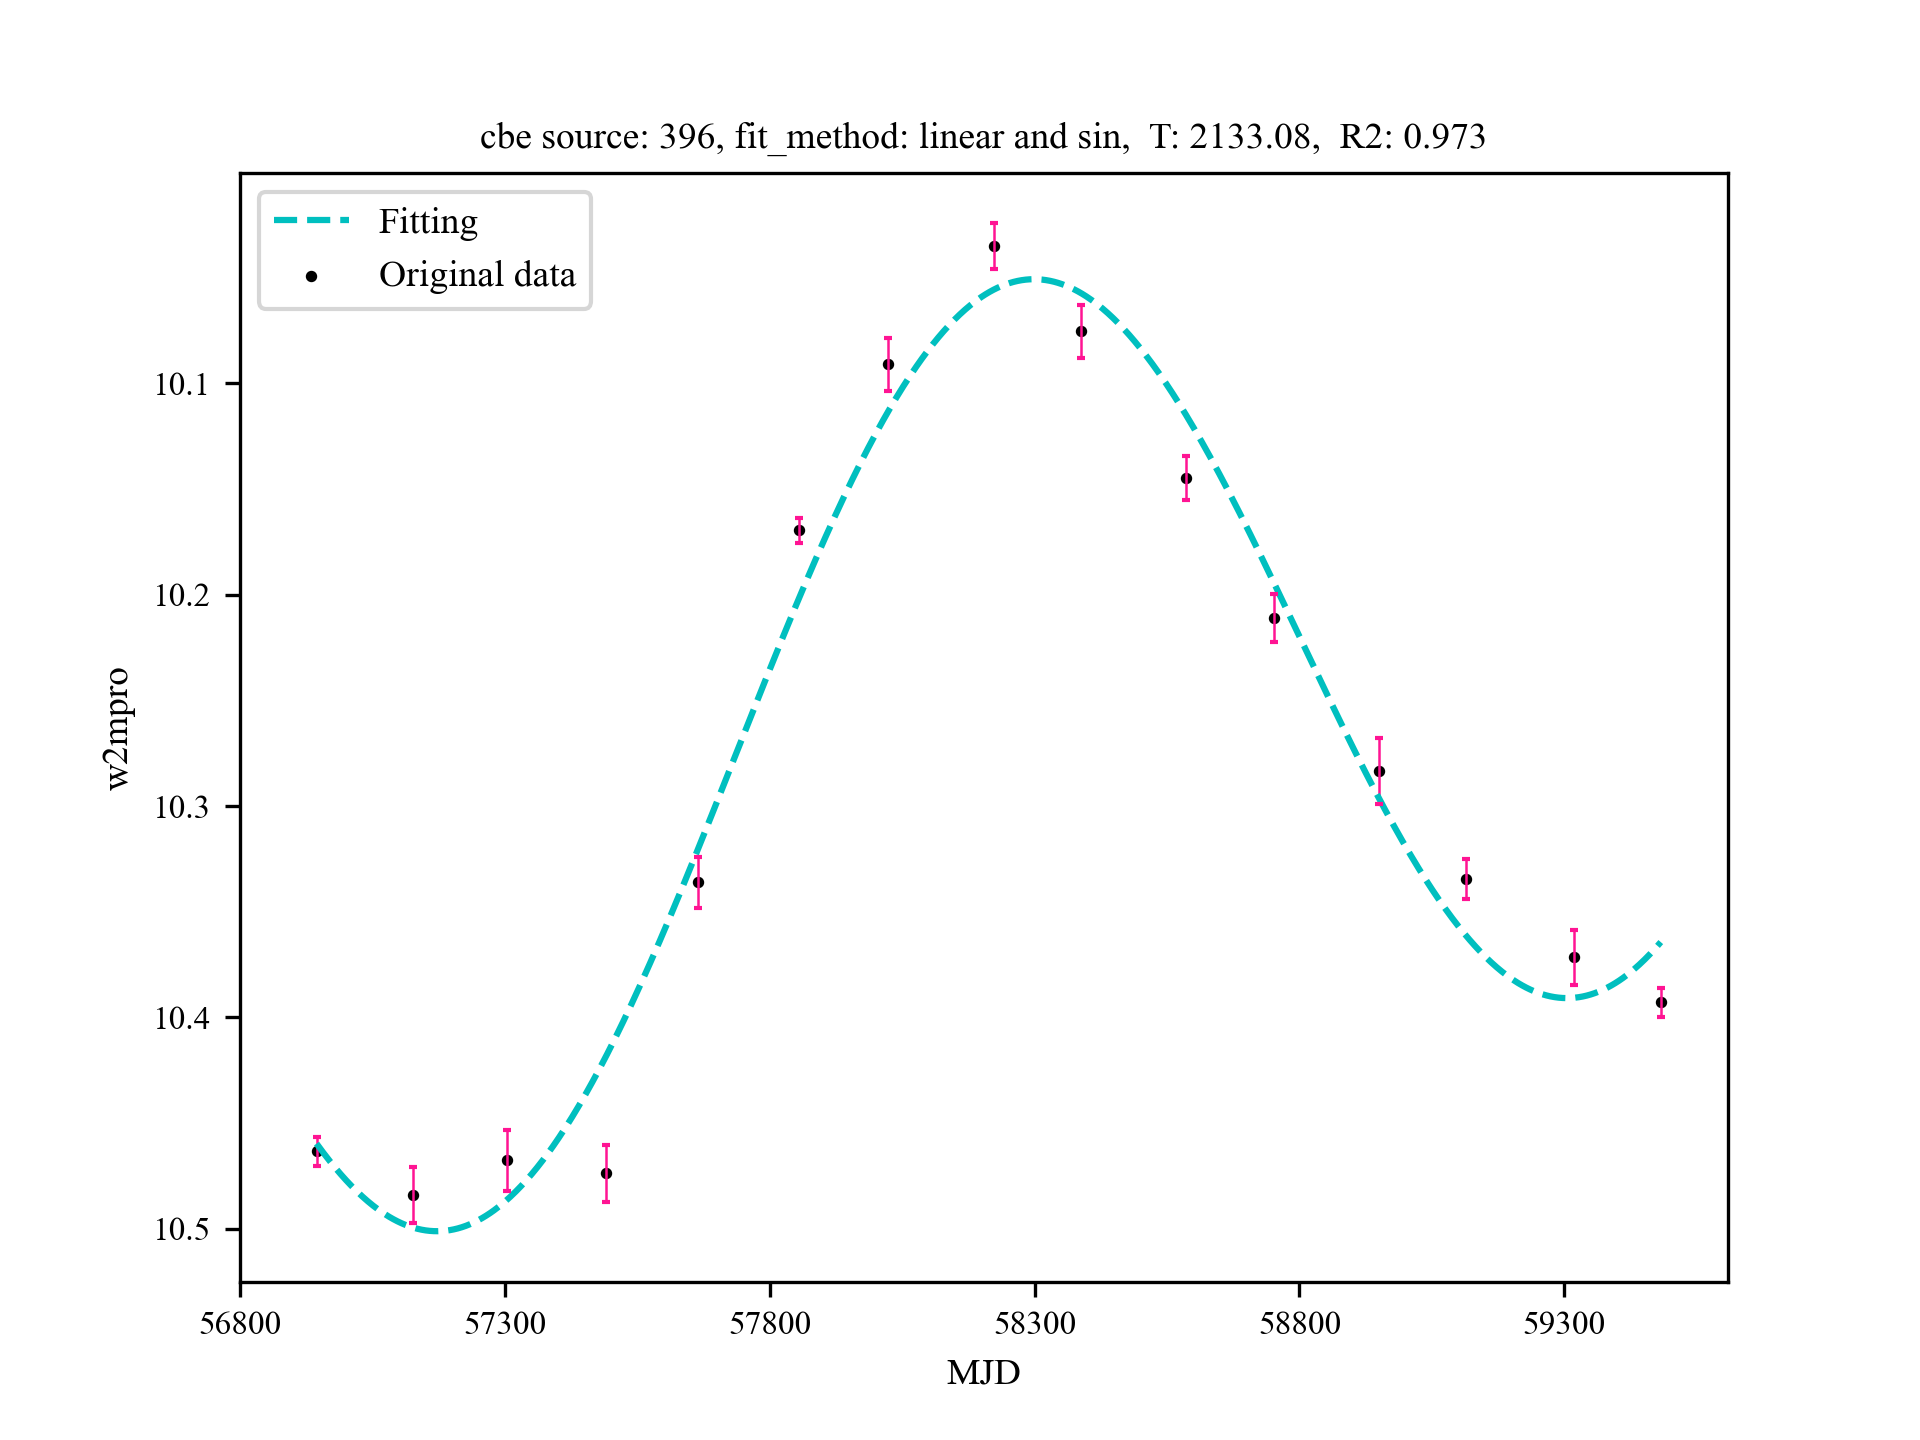 cbe source: 396, fit_method: linear and sin,  T: 2133.08,  R2: 0.973
Fitting
Original data
10.1
10.2
10.3
10.4
10.5
w2mpro
56800 57300 57800 58300 58800 59300
MJD